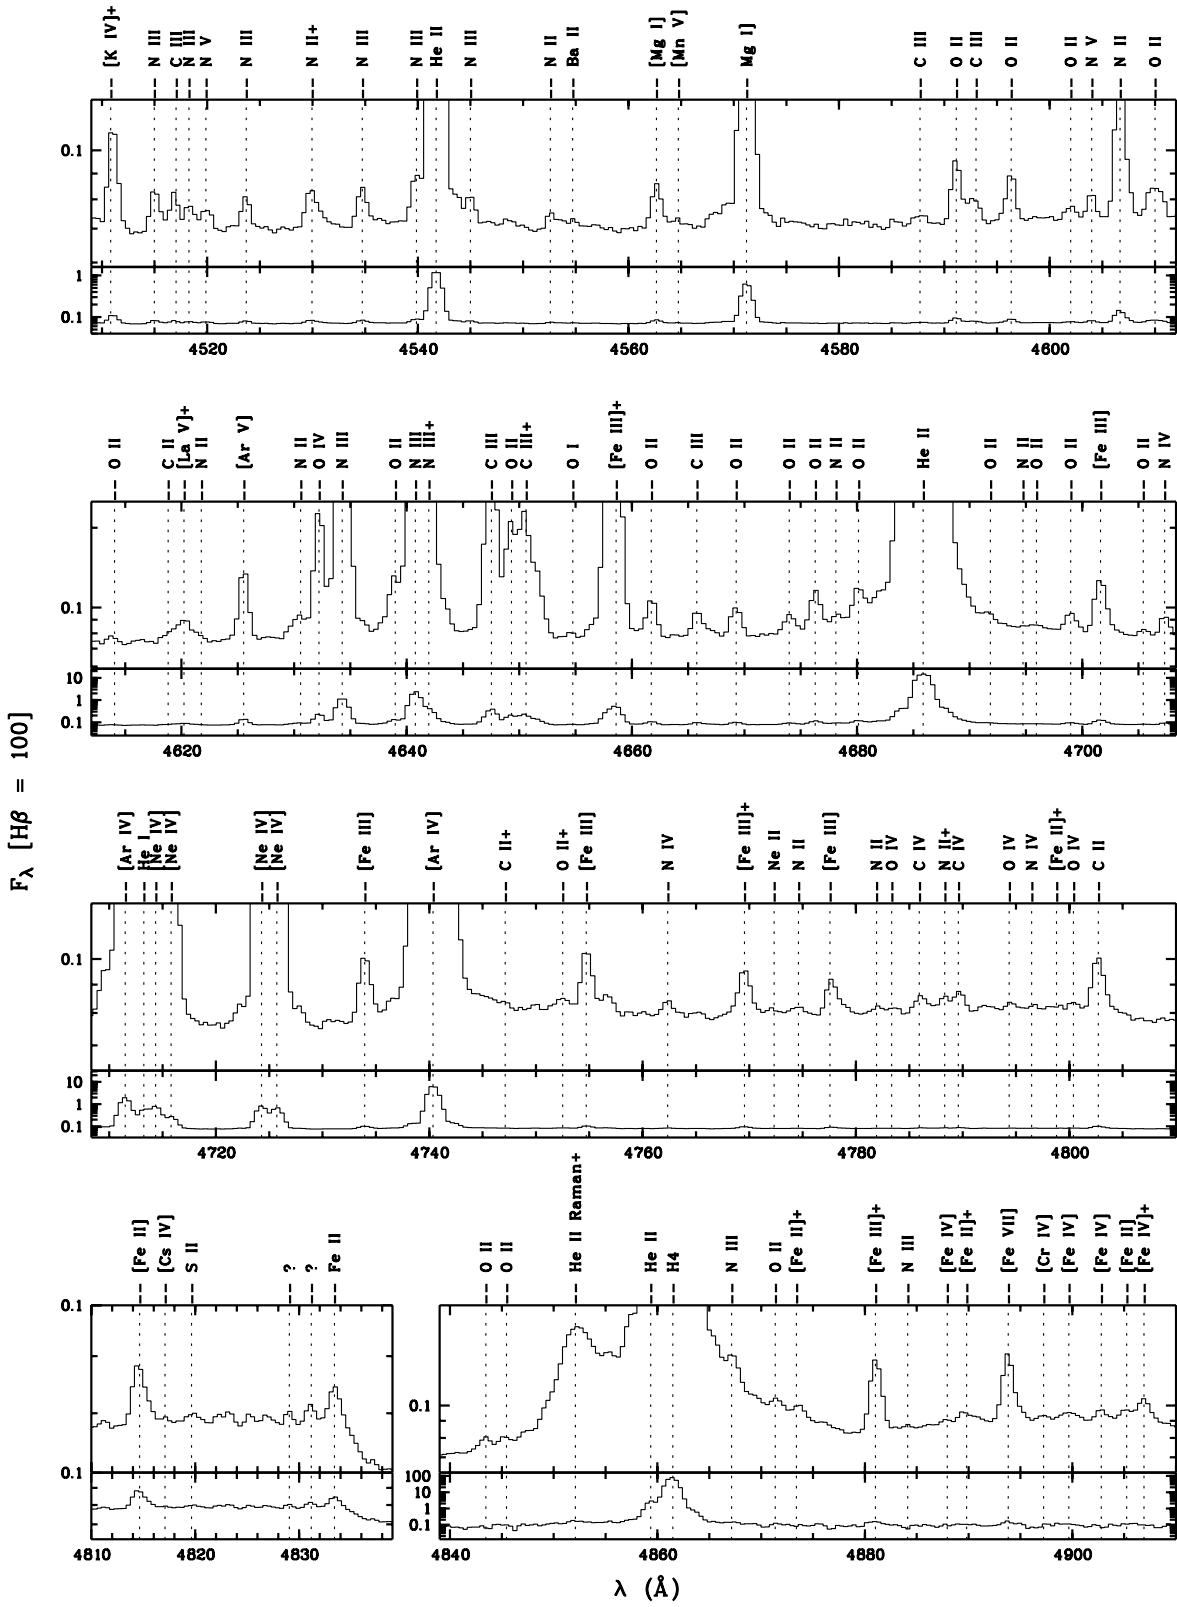 [K IV]+ N III C III N III N V N III N II+ N III N III He II N III N II Ba II [Mg I] [Mn V] Mg I] C III O II C III O II O II N V N II O II
0.1
1
0.1
4520 4540 4560 4580 4600
O II C II [La V]+ N II [Ar V] N II O IV N III O II N III N III+ C III O II C III+ O I [Fe III]+ O II C III O II O II O II N II O II He II O II N II O II O II [Fe III] O II N IV
0.1
10
1
0.1
4620 4640 4660 4680 4700
Fλ [Hβ = 100]
[Ar IV] He I [Ne IV] [Ne IV] [Ne IV] [Ne IV] [Fe III] [Ar IV] C II+ O II+ [Fe III] N IV [Fe III]+ Ne II N II [Fe III] N II O IV C IV N II+ C IV O IV N IV [Fe II]+ O IV C II
0.1
10
1
0.1
4720 4740 4760 4780 4800
[Fe II] [Cs IV] S II ? ? Fe II
0.1
0.1
4810 4820 4830
O II O II He II Raman+ He II H4 N III O II [Fe II]+ [Fe III]+ N III [Fe IV] [Fe II]+ [Fe VII] [Cr IV] [Fe IV] [Fe IV] [Fe II] [Fe IV]+
0.1
100
10
1
0.1
4840 4860 4880 4900
λ (Å)